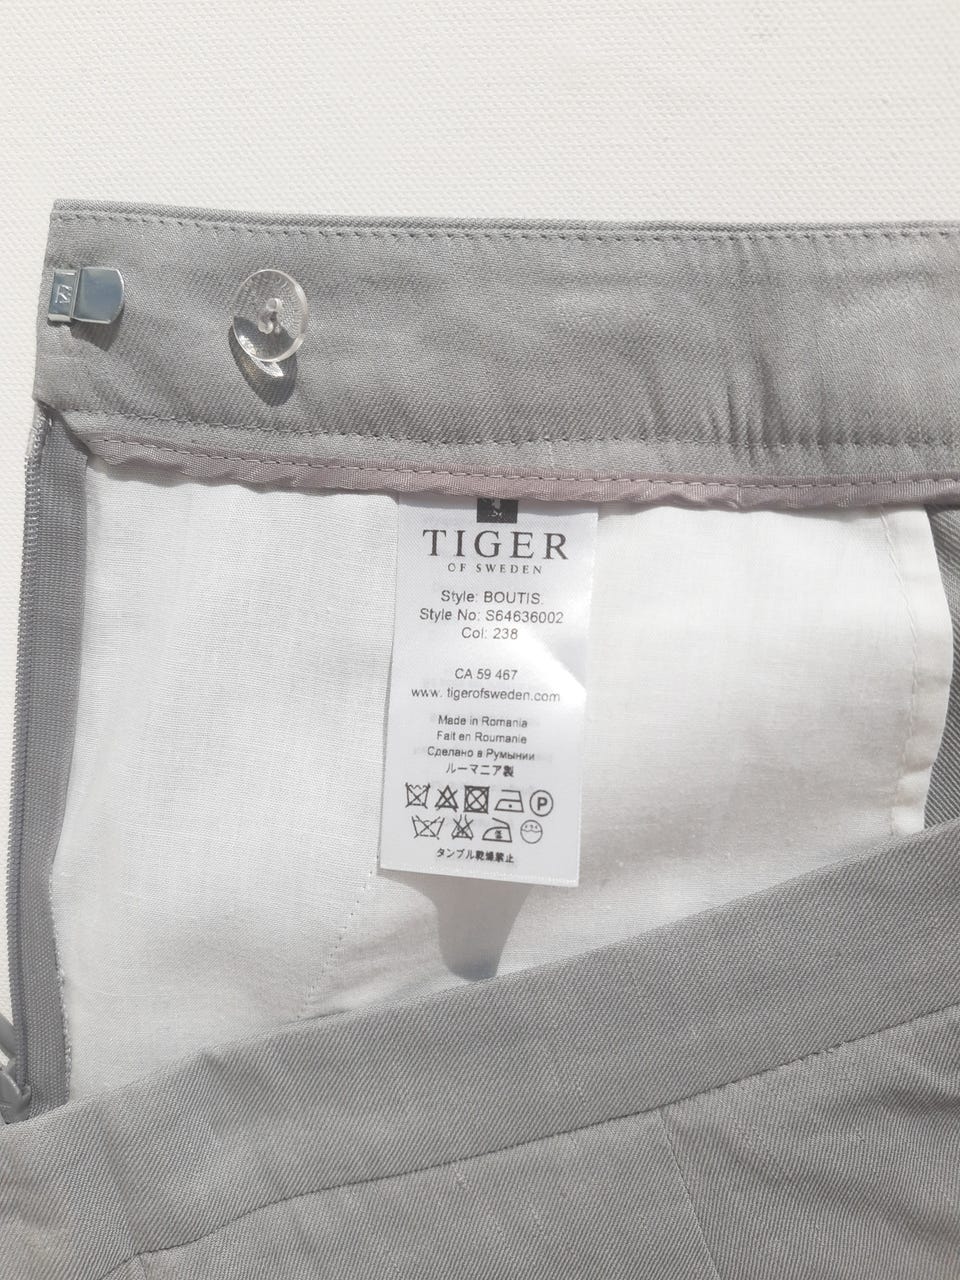 TIGER
OF SWEDEN
Style: BOUTIS.
Style No: S64636002
Col: 238
CA 59 467
www. tigerofsweden.com
Made in Romania
Fait en Roumanie
Сделано в Румынии
ルーマニア製
P
タンブル乾燥禁止